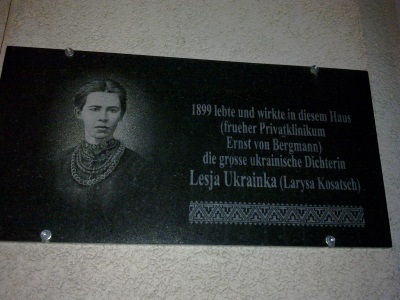 1899 lebte und wirkte in diesem Haus
(frueher Privatklinikum
Ernst von Bergmann)
die grosse ukrainische Dichterin
Lesja Ukrainka (Larysa Kosatsch)